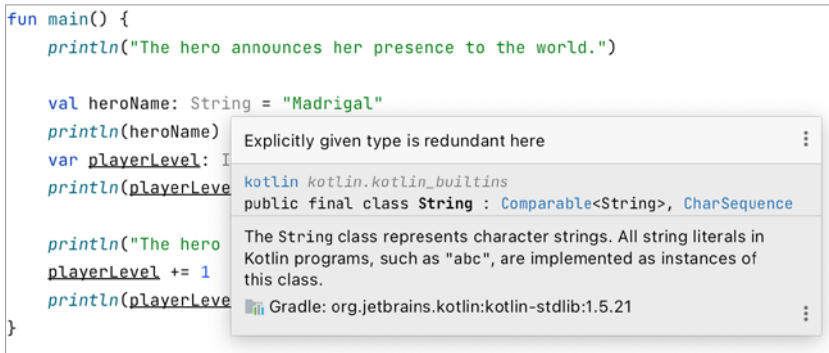 fun main() {
println("The hero announces her presence to the world.")
val heroName: String = "Madrigal"
println(heroName)
var playerLevel: I
println(playerLeve
println("The hero
playerLevel += 1
println(playerLeve
}
Explicitly given type is redundant here
kotlin kotlin.kotlin_builtins
public final class String : Comparable<String>, CharSequence
The String class represents character strings. All string literals in
Kotlin programs, such as "abc", are implemented as instances of
this class.
Gradle: org.jetbrains.kotlin:kotlin-stdlib:1.5.21